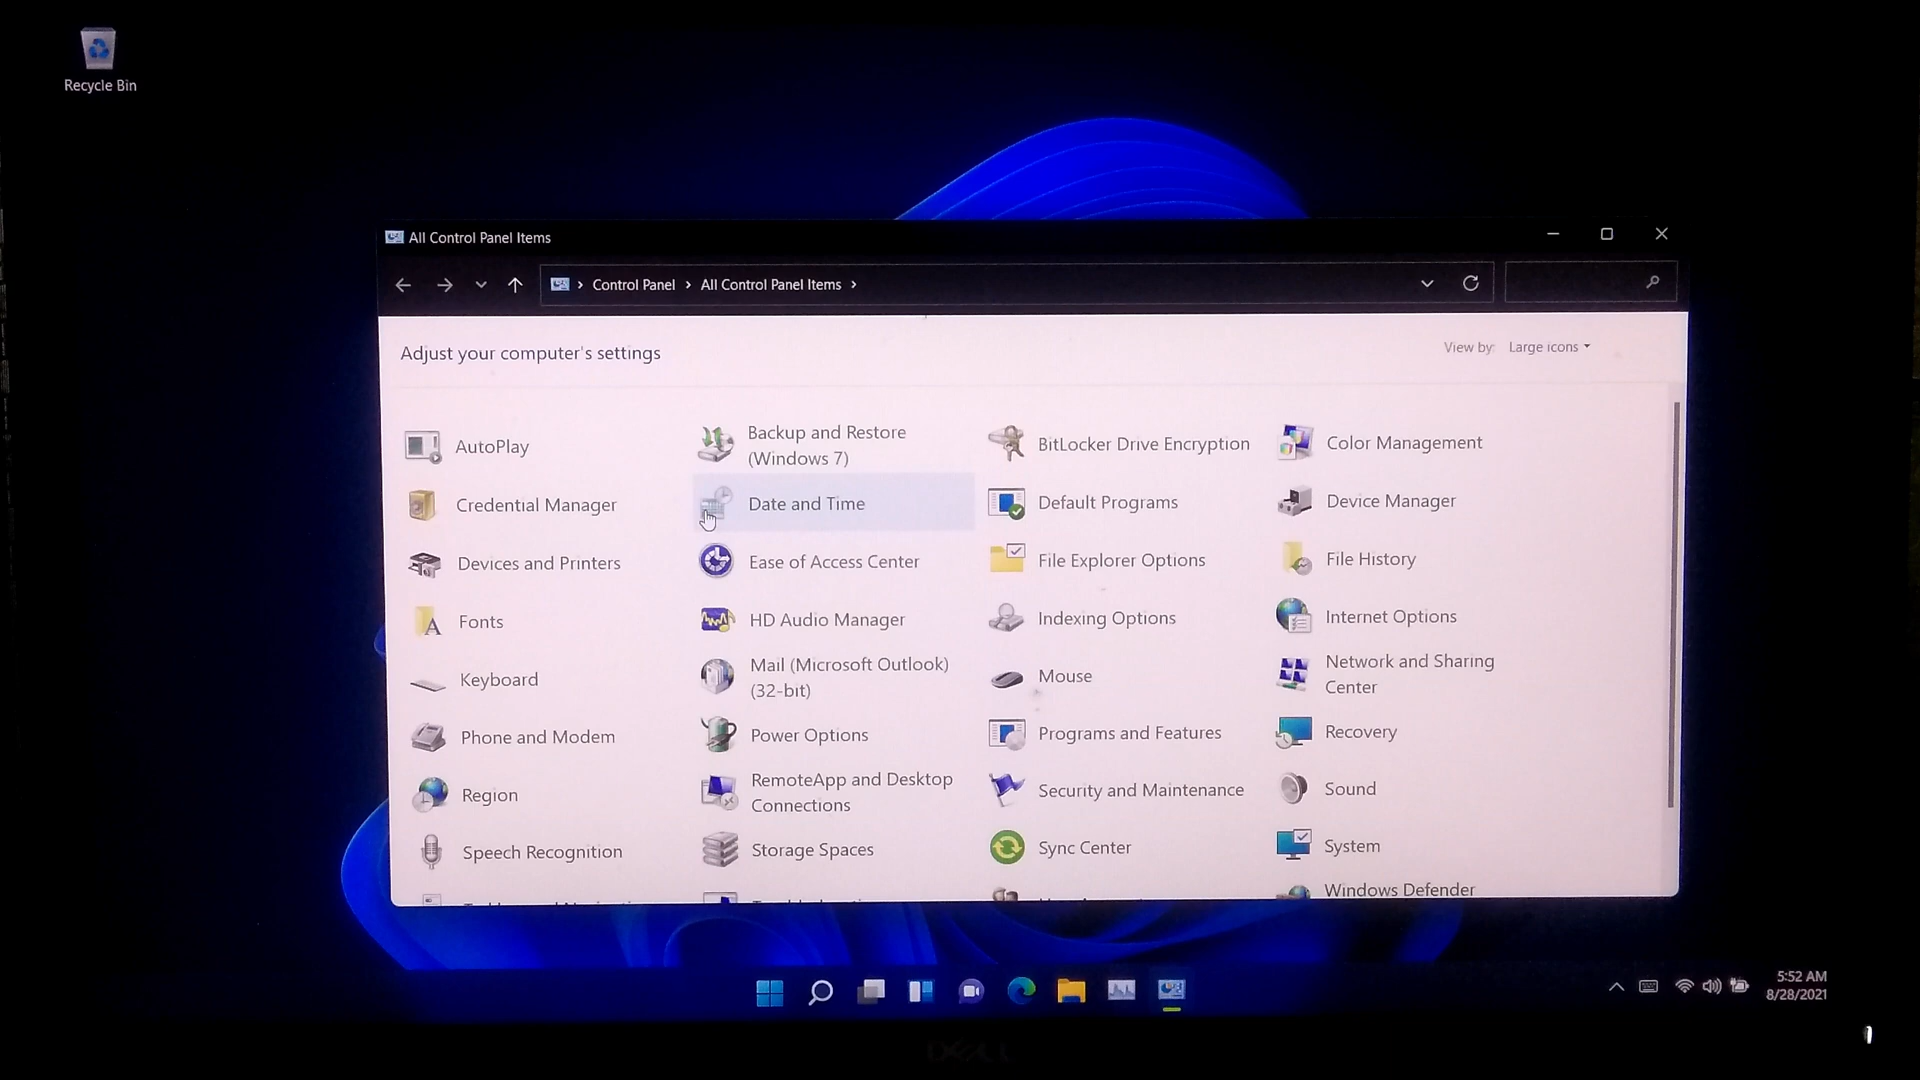 Recycle Bin
All Control Panel Items
Control Panel
All Control Panel Items
Adjust your computer's settings
View by:
Large icons
AutoPlay
Backup and Restore
(Windows 7)
BitLocker Drive Encryption
Color Management
Credential Manager
Date and Time
Default Programs
Device Manager
Devices and Printers
Ease of Access Center
File Explorer Options
File History
Fonts
HD Audio Manager
Indexing Options
Internet Options
Keyboard
Mail (Microsoft Outlook)
(32-bit)
Mouse
Network and Sharing
Center
Phone and Modem
Power Options
Programs and Features
Recovery
Region
RemoteApp and Desktop
Connections
Security and Maintenance
Sound
Speech Recognition
Storage Spaces
Sync Center
System
Windows Defender
5:52 AM
8/28/2021
DELL